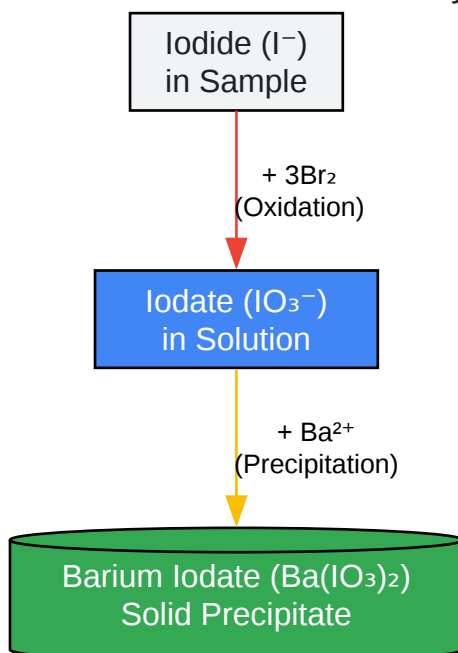 Iodide (I⁻)
in Sample
+ 3Br₂
(Oxidation)
Iodate (IO₃⁻)
in Solution
+ Ba²⁺
(Precipitation)
Barium Iodate (Ba(IO₃)₂)
Solid Precipitate